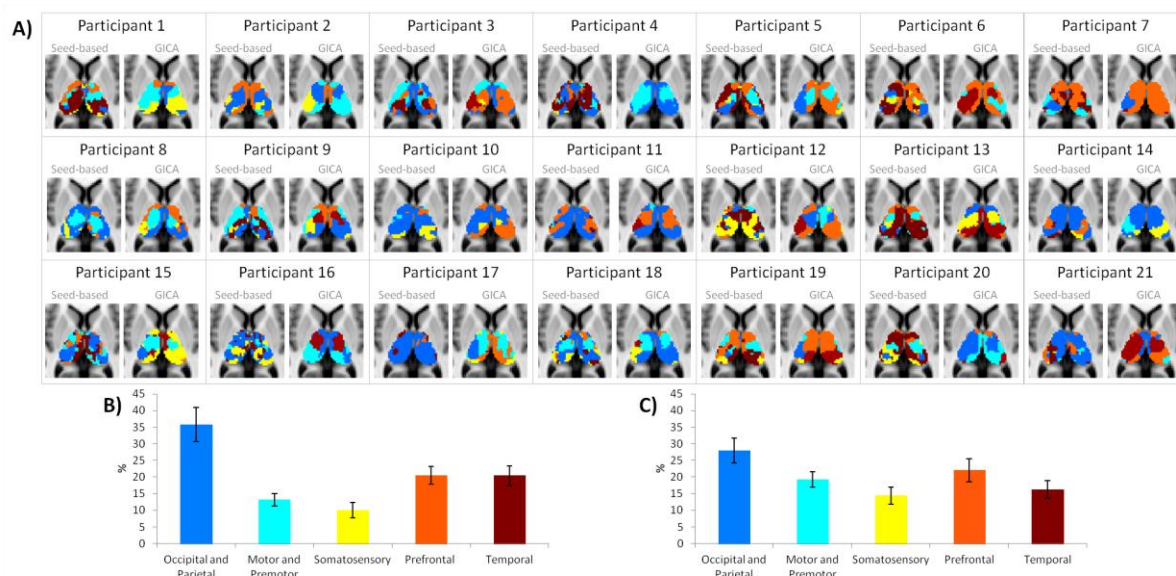 A)
Participant 1 Participant 2 Participant 3 Participant 4 Participant 5 Participant 6 Participant 7
Seed-based GICA Seed-based GICA Seed-based GICA Seed-based GICA Seed-based GICA Seed-based GICA Seed-based GICA
Participant 8 Participant 9 Participant 10 Participant 11 Participant 12 Participant 13 Participant 14
Seed-based GICA Seed-based GICA Seed-based GICA Seed-based GICA Seed-based GICA Seed-based GICA Seed-based GICA
Participant 15 Participant 16 Participant 17 Participant 18 Participant 19 Participant 20 Participant 21
Seed-based GICA Seed-based GICA Seed-based GICA Seed-based GICA Seed-based GICA Seed-based GICA Seed-based GICA
B)
45
40
35
30
25
20
15
10
5
0
%
Occipital and Motor and Somatosensory Prefrontal Temporal
Parietal Premotor
C)
45
40
35
30
25
20
15
10
5
0
%
Occipital and Motor and Somatosensory Prefrontal Temporal
Parietal Premotor